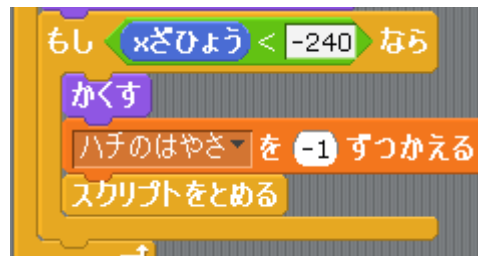 もし xざひょう < -240 なら
かくす
ハチのはやさ を -1 ずつかえる
スクリプトをとめる